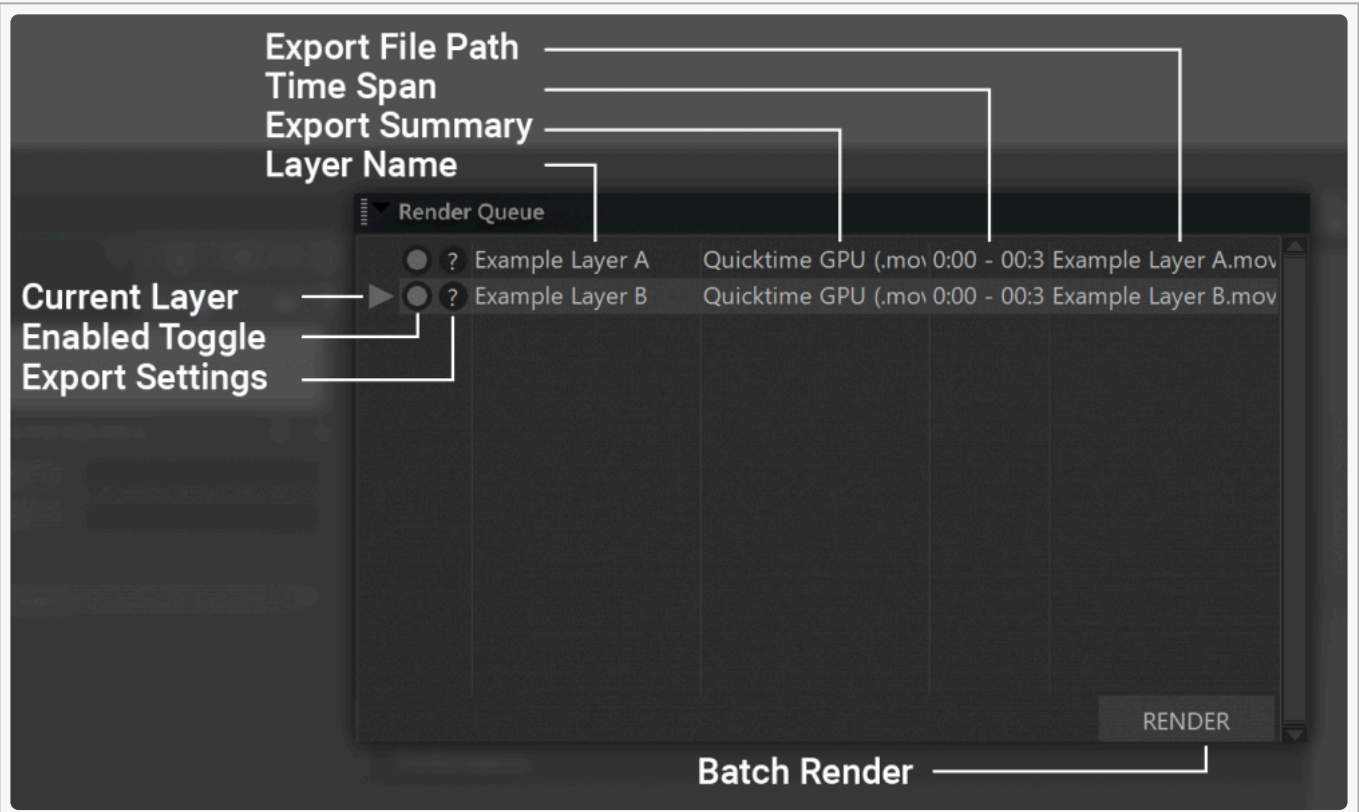 Export File Path
Time Span
Export Summary
Layer Name
Render Queue
? Example Layer A Quicktime GPU (.mov 0:00 - 00:3 Example Layer A.mov
? Example Layer B Quicktime GPU (.mov 0:00 - 00:3 Example Layer B.mov
Current Layer
Enabled Toggle
Export Settings
RENDER
Batch Render